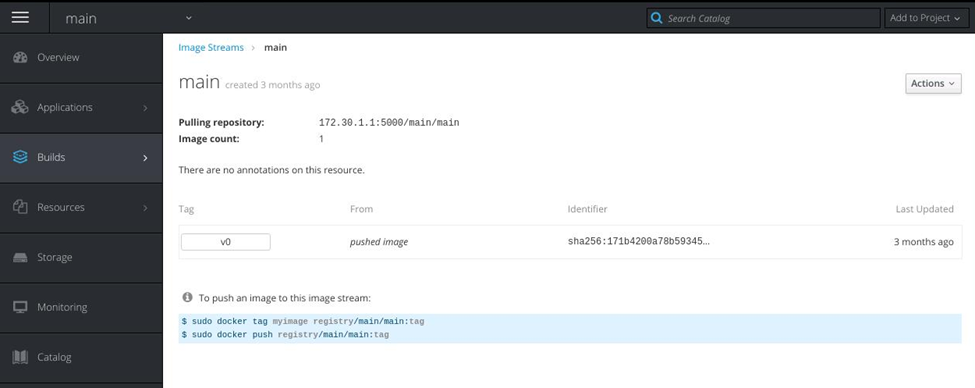 main
Search Catalog
Add to Project
Overview
Applications
Builds
Resources
Storage
Monitoring
Catalog
Image Streams > main
main created 3 months ago
Actions
Pulling repository: 172.30.1.1:5000/main/main
Image count: 1
There are no annotations on this resource.
Tag From Identifier Last Updated
v0 pushed image sha256:171b4200a78b59345… 3 months ago
To push an image to this image stream:
$ sudo docker tag myimage registry/main/main:tag
$ sudo docker push registry/main/main:tag